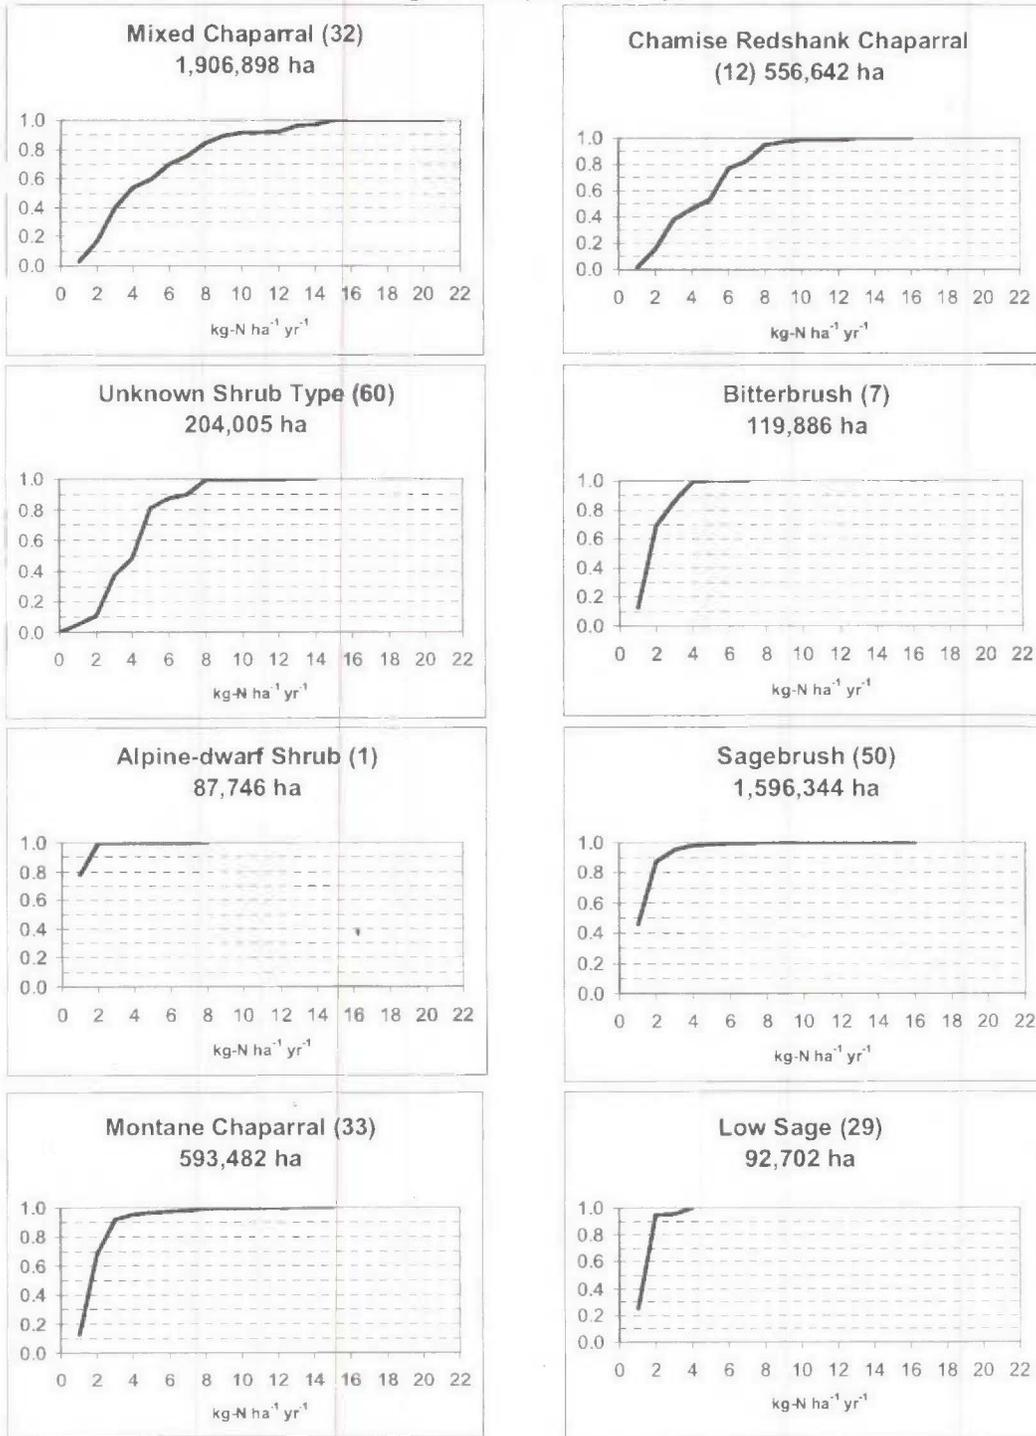 Mixed Chaparral (32)
1,906,898 ha
1.0
0.8
0.6
0.4
0.2
0.0
0 2 4 6 8 10 12 14 16 18 20 22
kg-N ha⁻¹ yr⁻¹
Chamise Redshank Chaparral
(12) 556,642 ha
1.0
0.8
0.6
0.4
0.2
0.0
0 2 4 6 8 10 12 14 16 18 20 22
kg-N ha⁻¹ yr⁻¹
Unknown Shrub Type (60)
204,005 ha
1.0
0.8
0.6
0.4
0.2
0.0
0 2 4 6 8 10 12 14 16 18 20 22
kg-N ha⁻¹ yr⁻¹
Bitterbrush (7)
119,886 ha
1.0
0.8
0.6
0.4
0.2
0.0
0 2 4 6 8 10 12 14 16 18 20 22
kg-N ha⁻¹ yr⁻¹
Alpine-dwarf Shrub (1)
87,746 ha
1.0
0.8
0.6
0.4
0.2
0.0
0 2 4 6 8 10 12 14 16 18 20 22
kg-N ha⁻¹ yr⁻¹
Sagebrush (50)
1,596,344 ha
1.0
0.8
0.6
0.4
0.2
0.0
0 2 4 6 8 10 12 14 16 18 20 22
kg-N ha⁻¹ yr⁻¹
Montane Chaparral (33)
593,482 ha
1.0
0.8
0.6
0.4
0.2
0.0
0 2 4 6 8 10 12 14 16 18 20 22
kg-N ha⁻¹ yr⁻¹
Low Sage (29)
92,702 ha
1.0
0.8
0.6
0.4
0.2
0.0
0 2 4 6 8 10 12 14 16 18 20 22
kg-N ha⁻¹ yr⁻¹